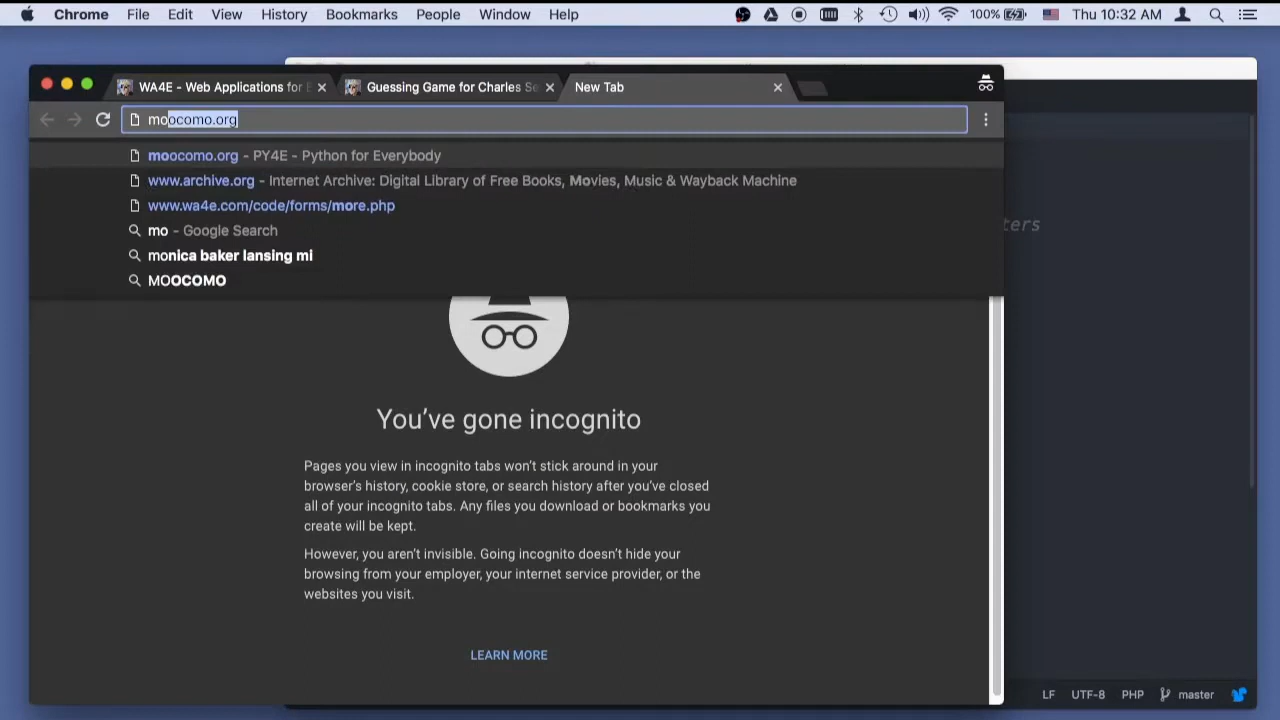 Chrome File Edit View History Bookmarks People Window Help 100% Thu 10:32 AM
WA4E - Web Applications for E
Guessing Game for Charles Se
New Tab
moocomo.org
moocomo.org - PY4E - Python for Everybody
www.archive.org - Internet Archive: Digital Library of Free Books, Movies, Music & Wayback Machine
www.wa4e.com/code/forms/more.php
mo - Google Search
monica baker lansing mi
MOOCOMO
ters
You've gone incognito
Pages you view in incognito tabs won't stick around in your
browser's history, cookie store, or search history after you've closed
all of your incognito tabs. Any files you download or bookmarks you
create will be kept.
However, you aren't invisible. Going incognito doesn't hide your
browsing from your employer, your internet service provider, or the
websites you visit.
LEARN MORE
LF UTF-8 PHP master